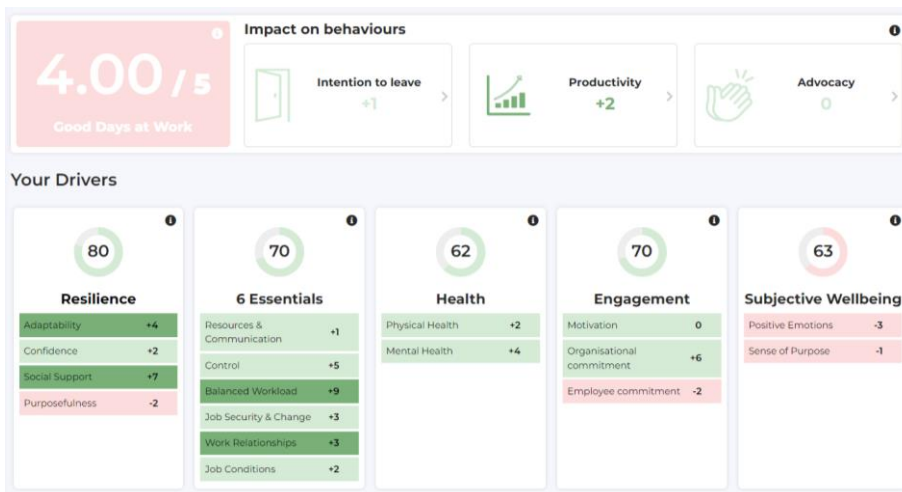 Impact on behaviours
4.00 / 5
Good Days at Work
Intention to leave
+1
Productivity
+2
Advocacy
0
Your Drivers
80
Resilience
Adaptability +4
Confidence +2
Social Support +7
Purposefulness -2
70
6 Essentials
Resources &
Communication +1
Control +5
Balanced Workload +9
Job Security & Change +3
Work Relationships +3
Job Conditions +2
62
Health
Physical Health +2
Mental Health +4
70
Engagement
Motivation 0
Organisational
commitment +6
Employee commitment -2
63
Subjective Wellbeing
Positive Emotions -3
Sense of Purpose -1